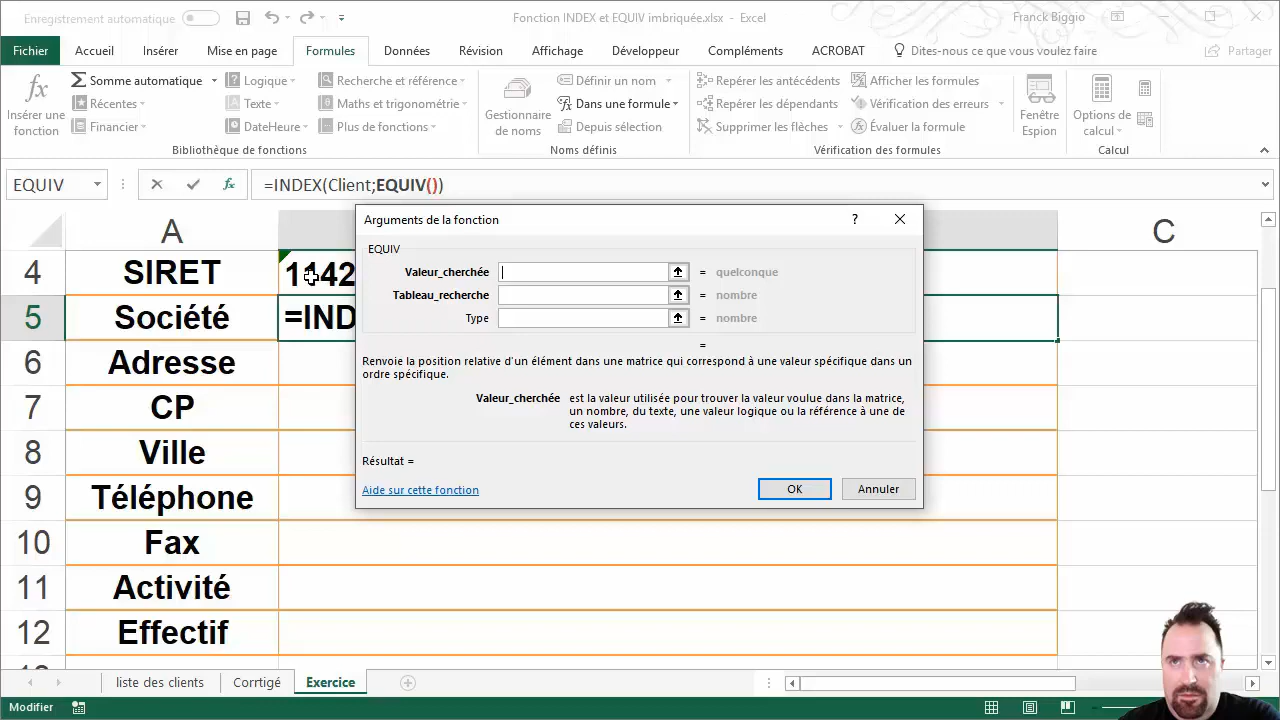 Enregistrement automatique
Fonction INDEX et EQUIV imbriquée.xlsx - Excel
Franck Biggio
Fichier Accueil Insérer Mise en page Formules Données Révision Affichage Développeur Compléments ACROBAT Dites-nous ce que vous voulez faire Partager
Insérer une fonction
Somme automatique
Récentes
Financier
Logique
Texte
DateHeure
Recherche et référence
Maths et trigonométrie
Plus de fonctions
Bibliothèque de fonctions
Gestionnaire de noms
Définir un nom
Dans une formule
Depuis sélection
Noms définis
Repérer les antécédents
Repérer les dépendants
Supprimer les flèches
Afficher les formules
Vérification des erreurs
Évaluer la formule
Vérification des formules
Fenêtre Espion
Options de calcul
Calcul
EQUIV
fx
=INDEX(Client;EQUIV())
A
C
4 SIRET 1142
5 Société =IND
6 Adresse
7 CP
8 Ville
9 Téléphone
10 Fax
11 Activité
12 Effectif
Arguments de la fonction ?
EQUIV
Valeur_cherchée = quelconque
Tableau_recherche = nombre
Type = nombre
=
Renvoie la position relative d'un élément dans une matrice qui correspond à une valeur spécifique dans un
ordre spécifique.
Valeur_cherchée est la valeur utilisée pour trouver la valeur voulue dans la matrice,
un nombre, du texte, une valeur logique ou la référence à une de
ces valeurs.
Résultat =
Aide sur cette fonction
OK
Annuler
liste des clients Corrtigé Exercice
Modifier